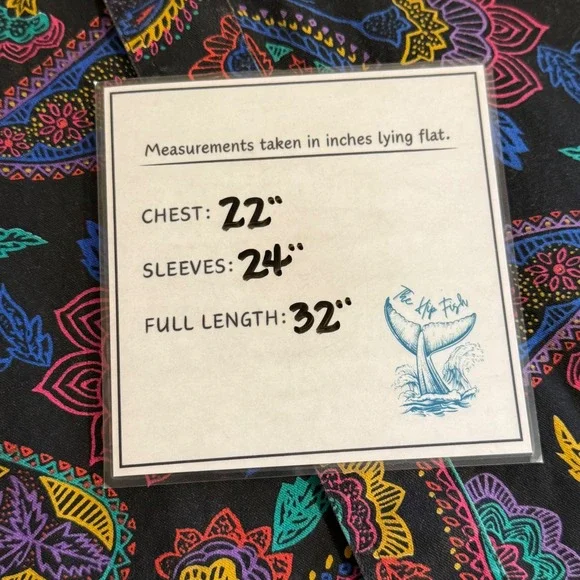 Measurements taken in inches lying flat.
CHEST: 22"
SLEEVES: 24"
FULL LENGTH: 32"
The Hip Fish